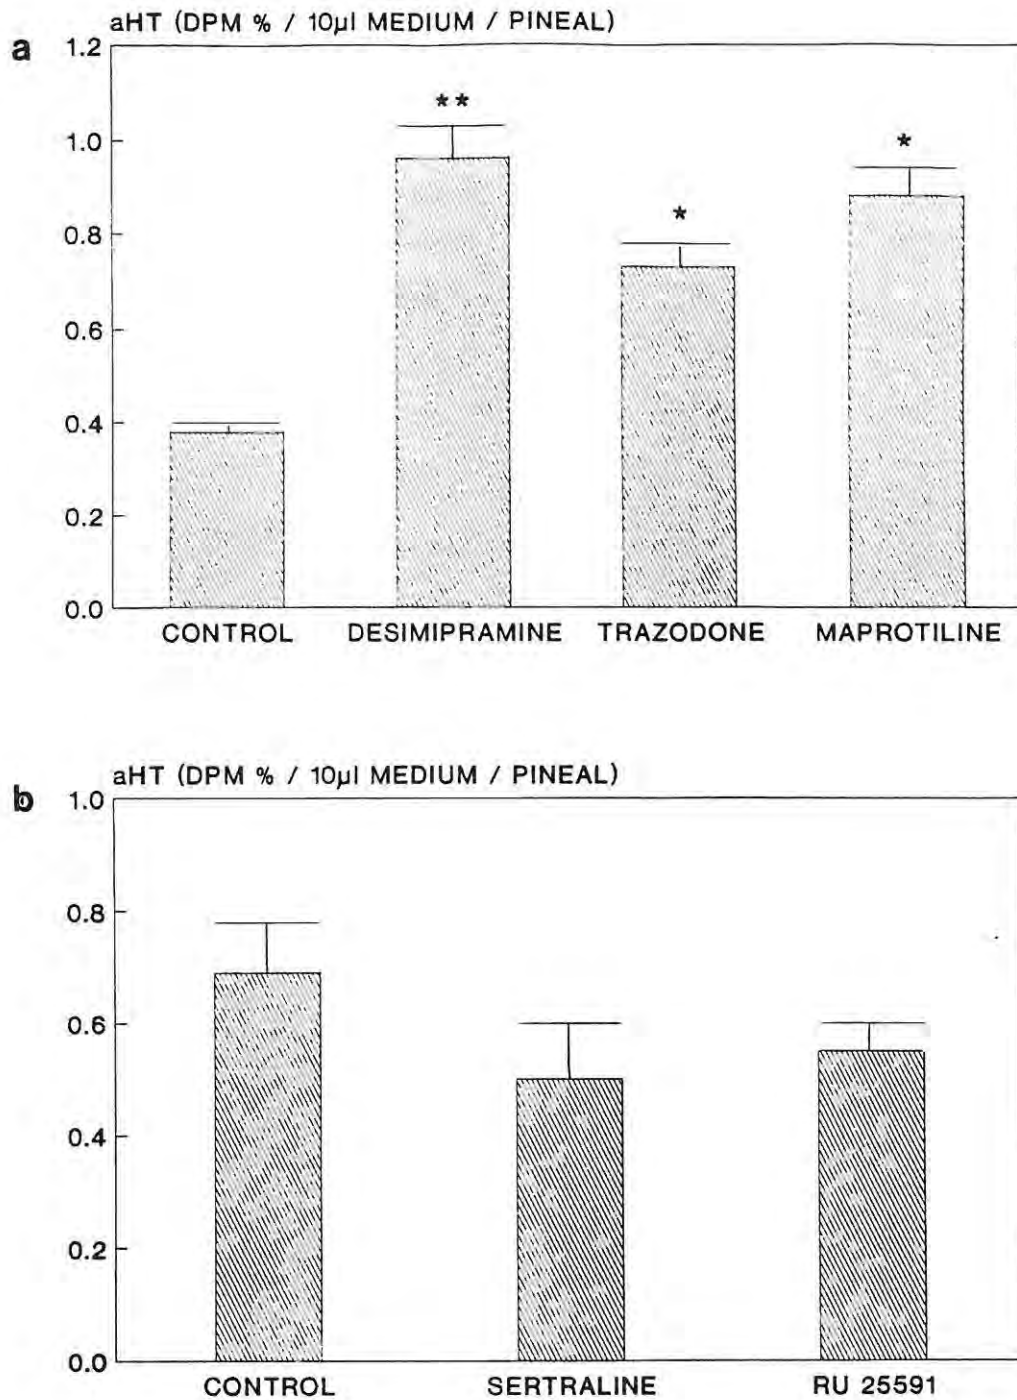 a
aHT (DPM % / 10µl MEDIUM / PINEAL)
1.2
1.0
0.8
0.6
0.4
0.2
0.0
** 
*
*
CONTROL DESIMIPRAMINE TRAZODONE MAPROTILINE
b
aHT (DPM % / 10µl MEDIUM / PINEAL)
1.0
0.8
0.6
0.4
0.2
0.0
CONTROL SERTRALINE RU 25591